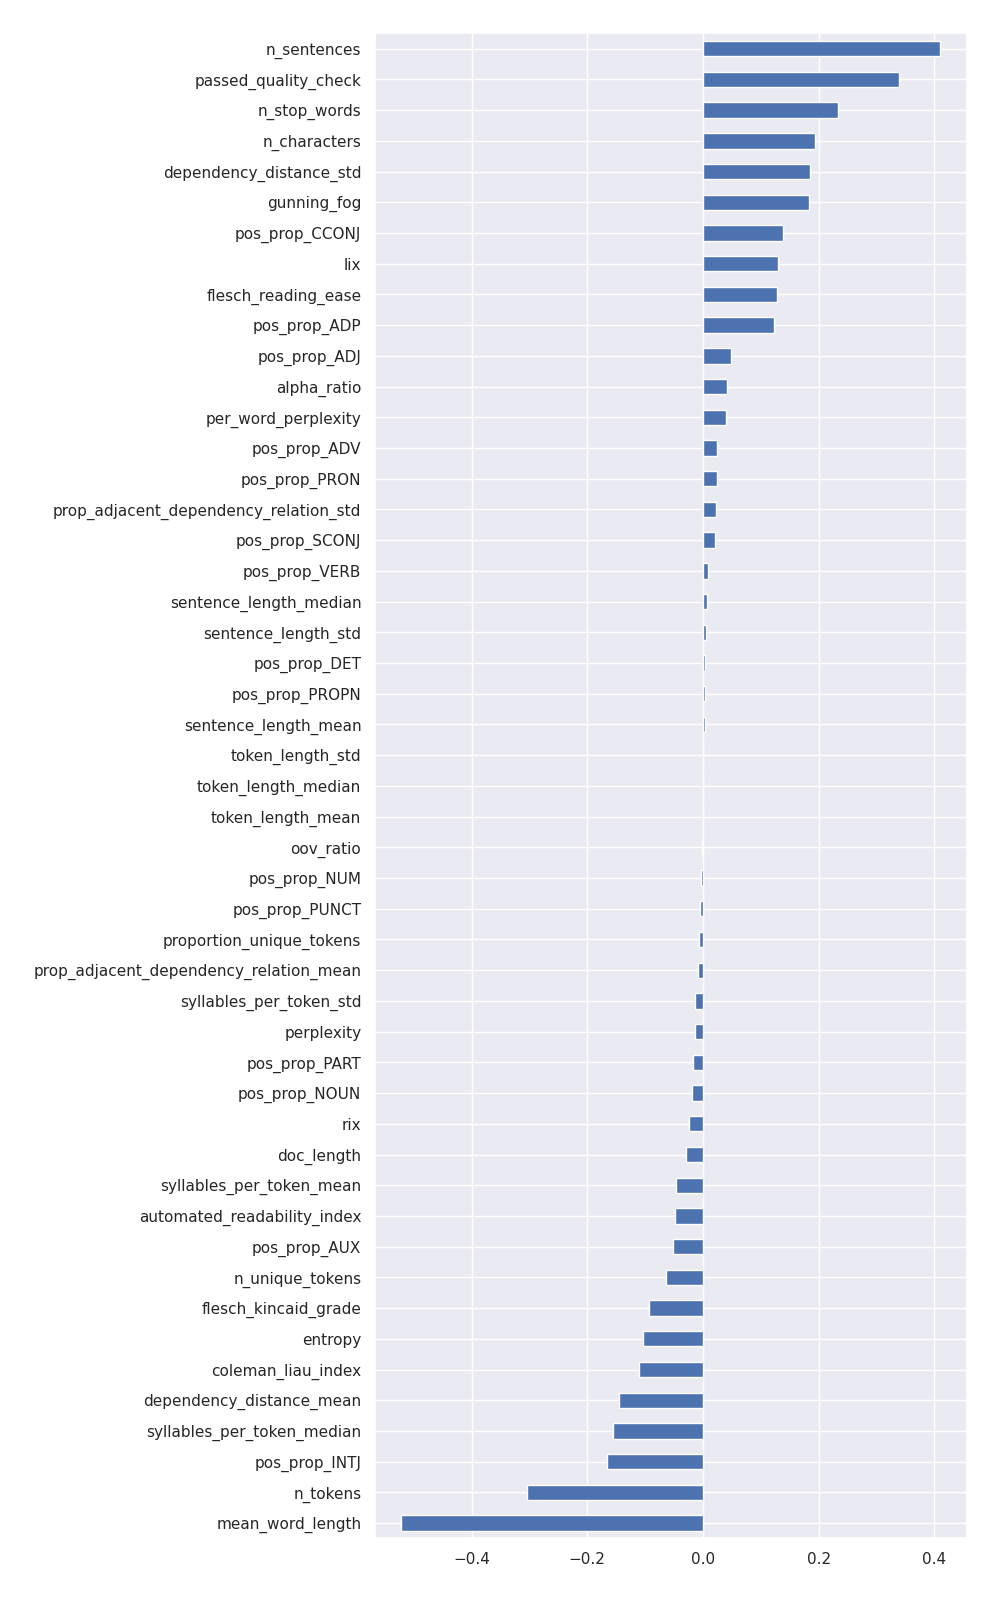 n_sentences
passed_quality_check
n_stop_words
n_characters
dependency_distance_std
gunning_fog
pos_prop_CCONJ
lix
flesch_reading_ease
pos_prop_ADP
pos_prop_ADJ
alpha_ratio
per_word_perplexity
pos_prop_ADV
pos_prop_PRON
prop_adjacent_dependency_relation_std
pos_prop_SCONJ
pos_prop_VERB
sentence_length_median
sentence_length_std
pos_prop_DET
pos_prop_PROPN
sentence_length_mean
token_length_std
token_length_median
token_length_mean
oov_ratio
pos_prop_NUM
pos_prop_PUNCT
proportion_unique_tokens
prop_adjacent_dependency_relation_mean
syllables_per_token_std
perplexity
pos_prop_PART
pos_prop_NOUN
rix
doc_length
syllables_per_token_mean
automated_readability_index
pos_prop_AUX
n_unique_tokens
flesch_kincaid_grade
entropy
coleman_liau_index
dependency_distance_mean
syllables_per_token_median
pos_prop_INTJ
n_tokens
mean_word_length
−0.4 −0.2 0.0 0.2 0.4